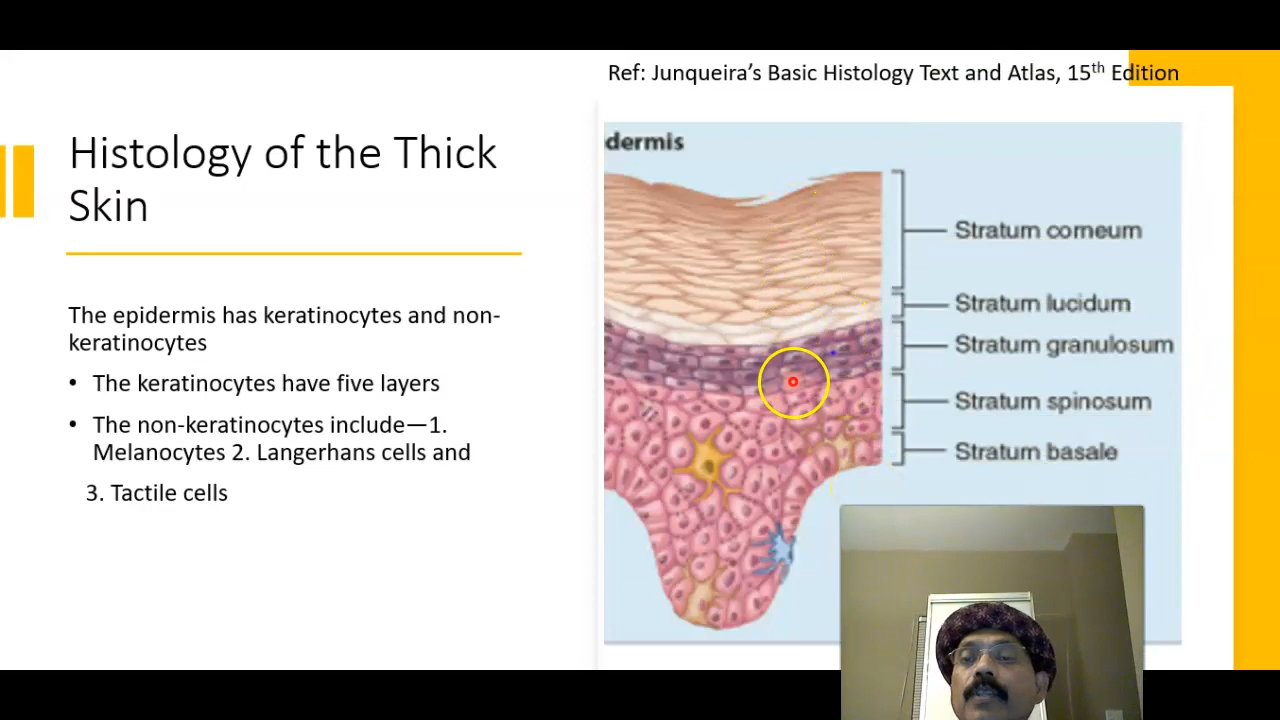 Ref: Junqueira’s Basic Histology Text and Atlas, 15th Edition
Histology of the Thick
Skin
The epidermis has keratinocytes and non-
keratinocytes
• The keratinocytes have five layers
• The non-keratinocytes include—1.
Melanocytes 2. Langerhans cells and
3. Tactile cells
dermis
Stratum corneum
Stratum lucidum
Stratum granulosum
Stratum spinosum
Stratum basale